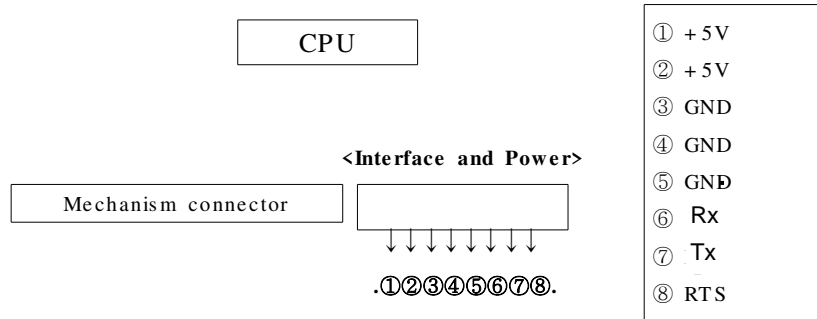 CPU
<Interface and Power>
Mechanism connector
.①②③④⑤⑥⑦⑧.
① +5V
② +5V
③ GND
④ GND
⑤ GND
⑥ Rx
⑦ Tx
⑧ RTS